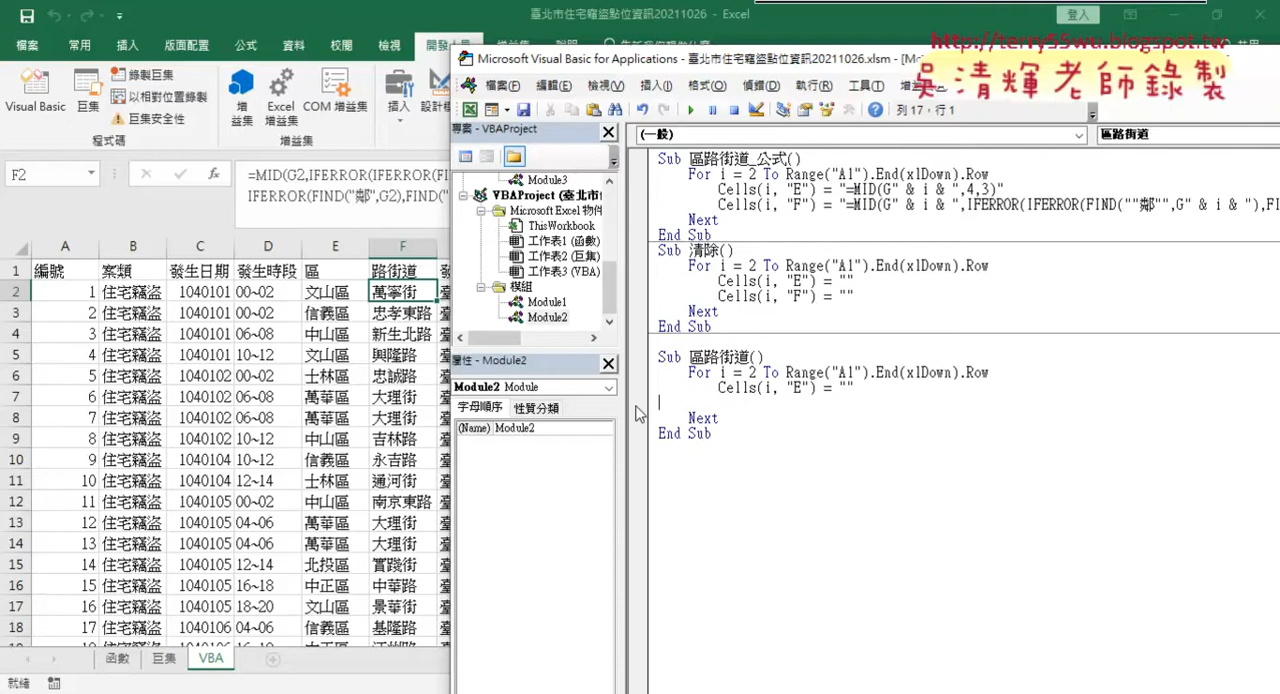 臺北市住宅竊盜點位資訊20211026 - Excel
登入
檔案 常用 插入 版面配置 公式 資料 校閱 檢視
http://terry55wu.blogspot.tw
吳清輝老師錄製
Visual Basic
巨集
錄製巨集
以相對位置錄製
巨集安全性
程式碼
增益集
Excel 增益集
COM 增益集
增益集
插入
Microsoft Visual Basic for Applications - 臺北市住宅竊盜點位資訊20211026.xlsm - [Mo
檔案(F) 編輯(E) 檢視(V) 插入(I) 格式(O) 偵錯(D) 執行(R) 工具(T)
列 17，行 1
F2
=MID(G2,IFERROR(IFERROR(F
IFERROR(FIND("鄰",G2),FIND("
專案 - VBAProject
Module3
VBAProject (臺北市
Microsoft Excel 物件
ThisWorkbook
工作表1 (函數)
工作表2 (巨集)
工作表3 (VBA)
模組
Module1
Module2
屬性 - Module2
Module2 Module
字母順序 性質分類
(Name) Module2
(一般)
區路街道
Sub 區路街道_公式()
For i = 2 To Range("A1").End(xlDown).Row
Cells(i, "E") = "=MID(G" & i & ",4,3)"
Cells(i, "F") = "=MID(G" & i & ",IFERROR(IFERROR(FIND(""鄰"",G" & i & "),FI
Next
End Sub
Sub 清除()
For i = 2 To Range("A1").End(xlDown).Row
Cells(i, "E") = ""
Cells(i, "F") = ""
Next
End Sub
Sub 區路街道()
For i = 2 To Range("A1").End(xlDown).Row
Cells(i, "E") = ""
Next
End Sub
A B C D E F
1 編號 案類 發生日期 發生時段 區 路街道
2 1 住宅竊盜 1040101 00~02 文山區 萬寧街
3 2 住宅竊盜 1040101 00~02 信義區 忠孝東路
4 3 住宅竊盜 1040101 06~08 中山區 新生北路
5 4 住宅竊盜 1040101 10~12 文山區 興隆路
6 5 住宅竊盜 1040101 10~12 士林區 忠誠路
7 6 住宅竊盜 1040102 06~08 萬華區 大理街
8 7 住宅竊盜 1040102 06~08 萬華區 大理街
9 8 住宅竊盜 1040102 10~12 中山區 吉林路
10 9 住宅竊盜 1040104 10~12 信義區 永吉路
11 10 住宅竊盜 1040104 12~14 士林區 通河街
12 11 住宅竊盜 1040105 00~02 中山區 南京東路
13 12 住宅竊盜 1040105 04~06 萬華區 大理街
14 13 住宅竊盜 1040105 04~06 萬華區 大理街
15 14 住宅竊盜 1040105 12~14 北投區 實踐街
16 15 住宅竊盜 1040105 16~18 中正區 中華路
17 16 住宅竊盜 1040105 18~20 文山區 景華街
18 17 住宅竊盜 1040106 04~06 信義區 基隆路
函數 巨集 VBA
就緒